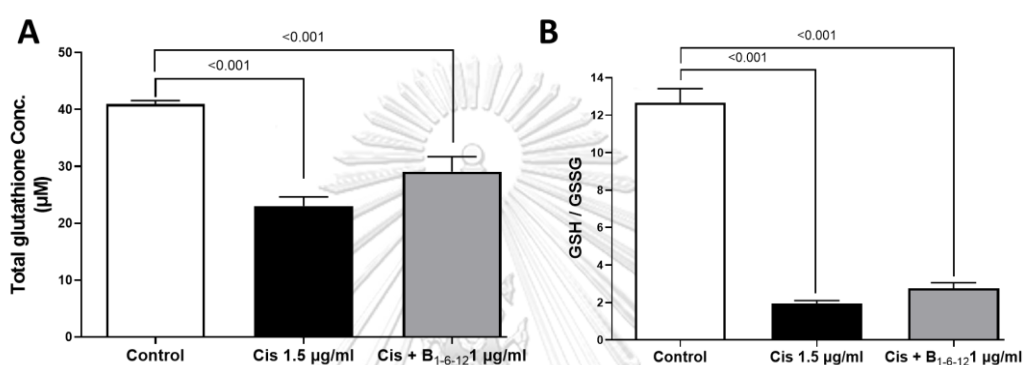 A
<0.001
<0.001
Total glutathione Conc.
(µM)
50
40
30
20
10
0
Control
Cis 1.5 µg/ml
Cis + B1-6-121 µg/ml
B
<0.001
<0.001
GSH / GSSG
14
12
10
8
6
4
2
0
Control
Cis 1.5 µg/ml
Cis + B1-6-121 µg/ml